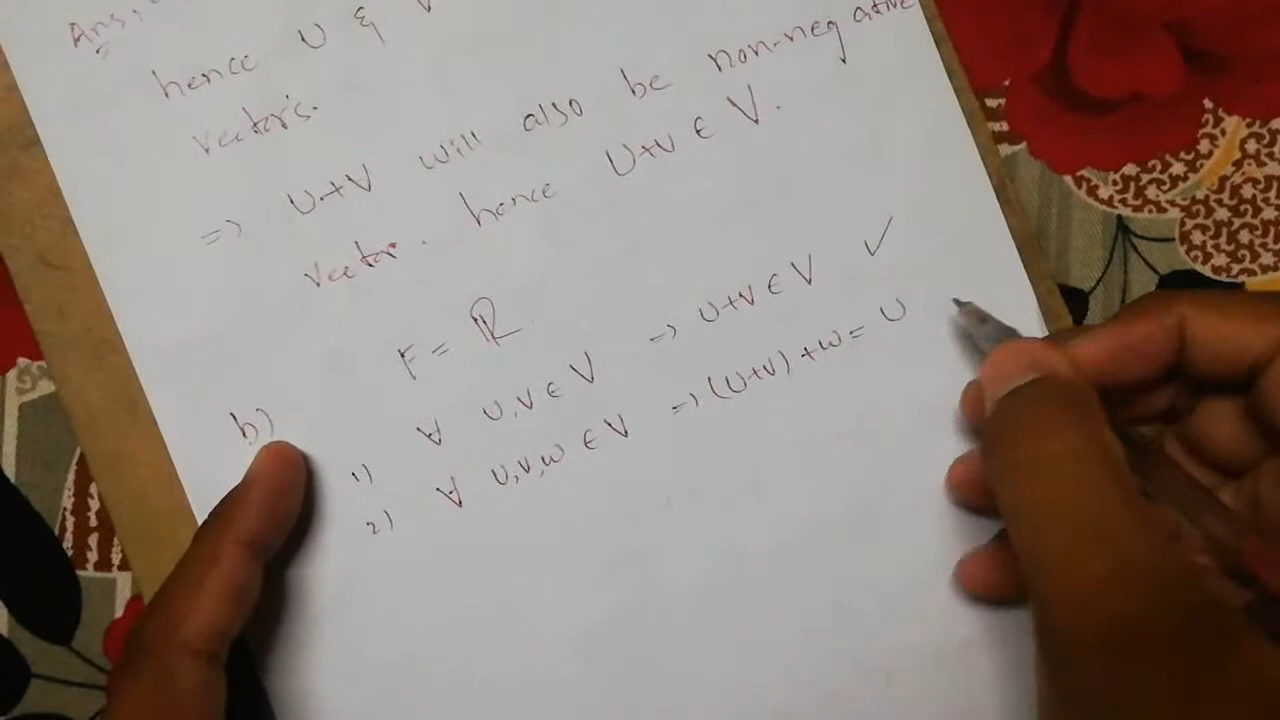 Ans:
hence U & V
vectors.
=> U+V will also be non-negative
vector. hence U+V ∈ V.
b) F = ℝ
1) ∀ U,V ∈ V => U+V ∈ V ✓
2) ∀ U,V,W ∈ V => (U+V)+W = U